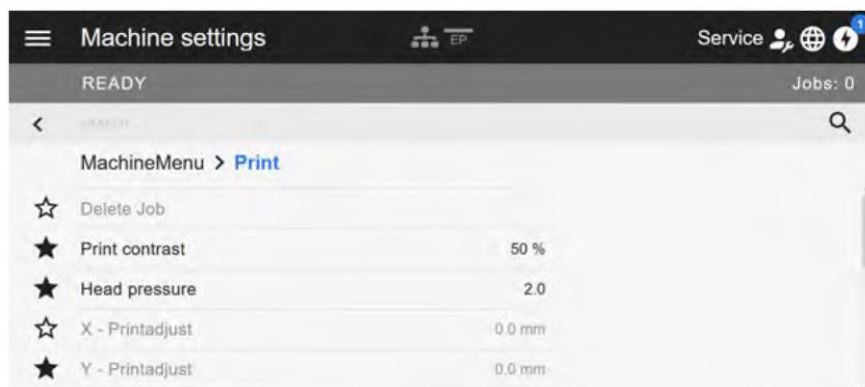 Machine settings EP Service 1
READY Jobs: 0
MachineMenu > Print
Delete Job
Print contrast 50 %
Head pressure 2.0
X - Printadjust 0.0 mm
Y - Printadjust 0.0 mm